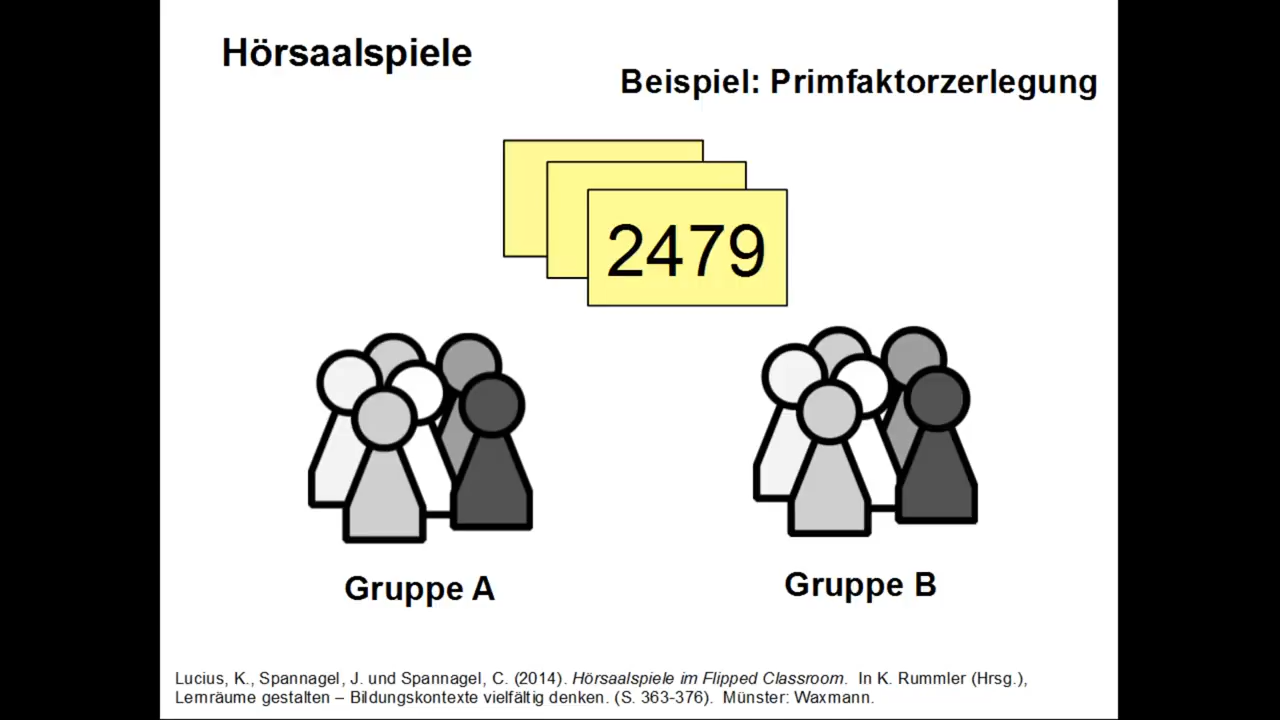 Hörsaalspiele
Beispiel: Primfaktorzerlegung
2479
Gruppe A
Gruppe B
Lucius, K., Spannagel, J. und Spannagel, C. (2014). Hörsaalspiele im Flipped Classroom. In K. Rummler (Hrsg.),
Lernräume gestalten – Bildungskontexte vielfältig denken. (S. 363-376). Münster: Waxmann.